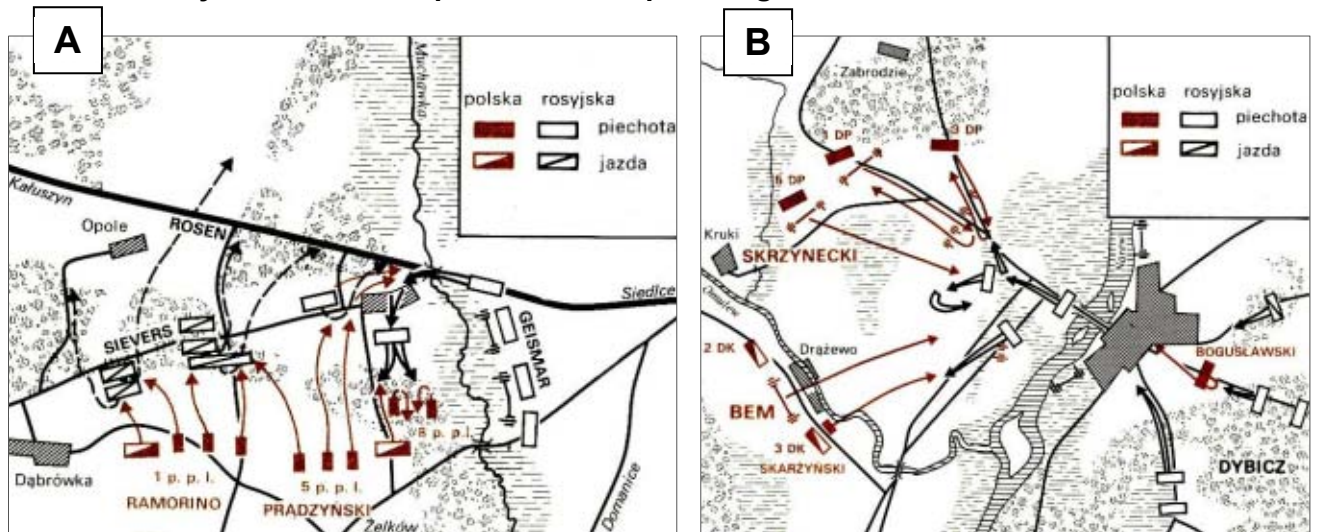 A
Muchawka
polska rosyjska
piechota
jazda
Kałuszyn
Opole
ROSEN
Siedlce
SIEVERS
GEISMAR
8 p. p. l.
Dąbrówka
1 p. p. l.
5 p. p. l.
RAMORINO
PRĄDZYŃSKI
Żelków
Domanice
B
Zabrodzie
polska rosyjska
piechota
jazda
1 DP
3 DP
5 DP
Kruki
SKRZYNECKI
Omulew
2 DK
Drążewo
BOGUSŁAWSKI
BEM
3 DK
SKARŻYŃSKI
DYBICZ